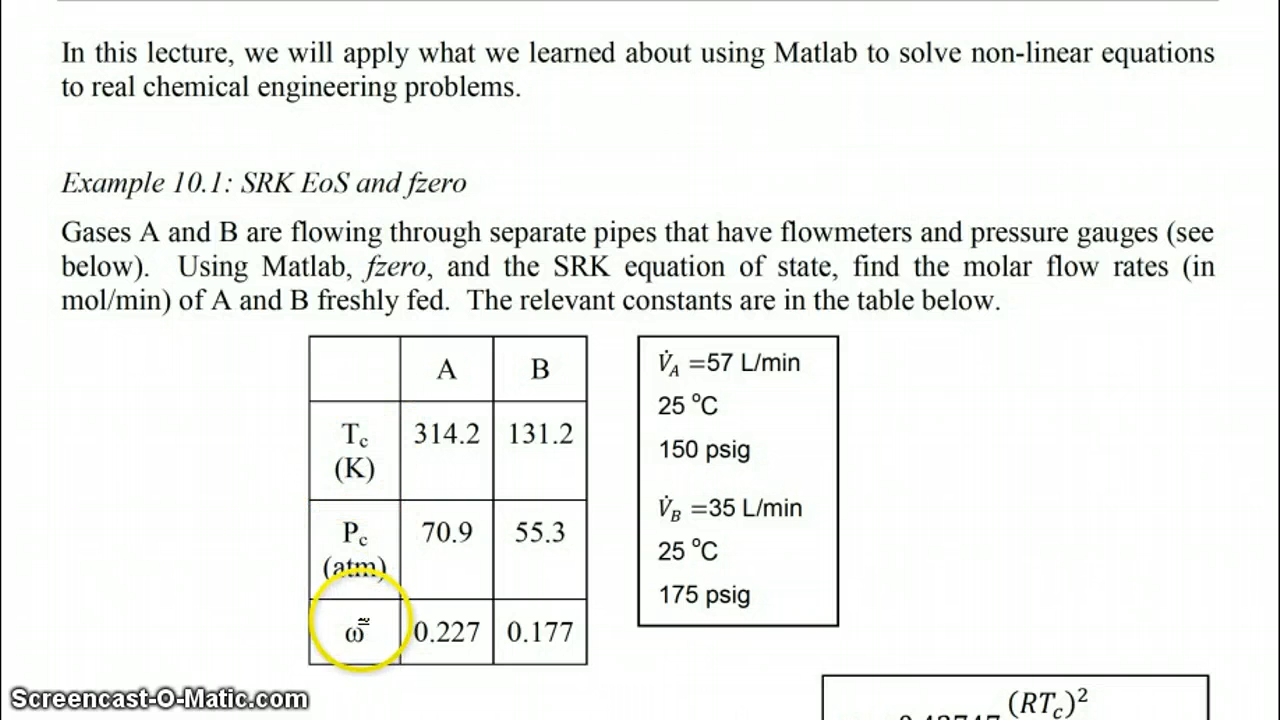 In this lecture, we will apply what we learned about using Matlab to solve non-linear equations
to real chemical engineering problems.
Example 10.1: SRK EoS and fzero
Gases A and B are flowing through separate pipes that have flowmeters and pressure gauges (see
below). Using Matlab, fzero, and the SRK equation of state, find the molar flow rates (in
mol/min) of A and B freshly fed. The relevant constants are in the table below.
A B
Tc 314.2 131.2
(K)
Pc 70.9 55.3
(atm)
ω 0.227 0.177
V̇A =57 L/min
25 °C
150 psig
V̇B =35 L/min
25 °C
175 psig
(RTc)²
Screencast-O-Matic.com